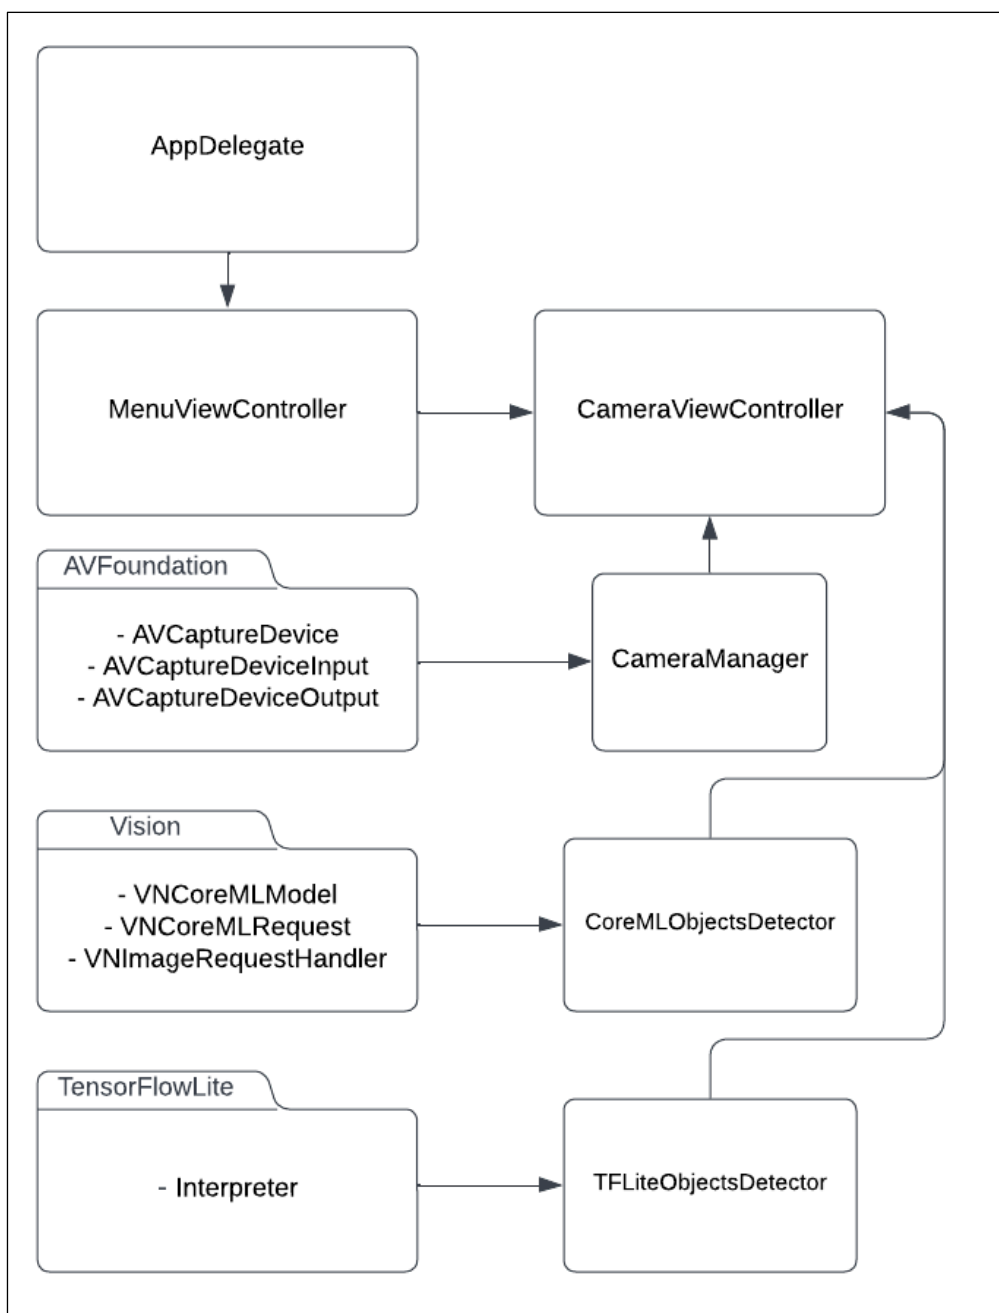 AppDelegate
MenuViewController
CameraViewController
AVFoundation
- AVCaptureDevice
- AVCaptureDeviceInput
- AVCaptureDeviceOutput
CameraManager
Vision
- VNCoreMLModel
- VNCoreMLRequest
- VNImageRequestHandler
CoreMLObjectsDetector
TensorFlowLite
- Interpreter
TFLiteObjectsDetector